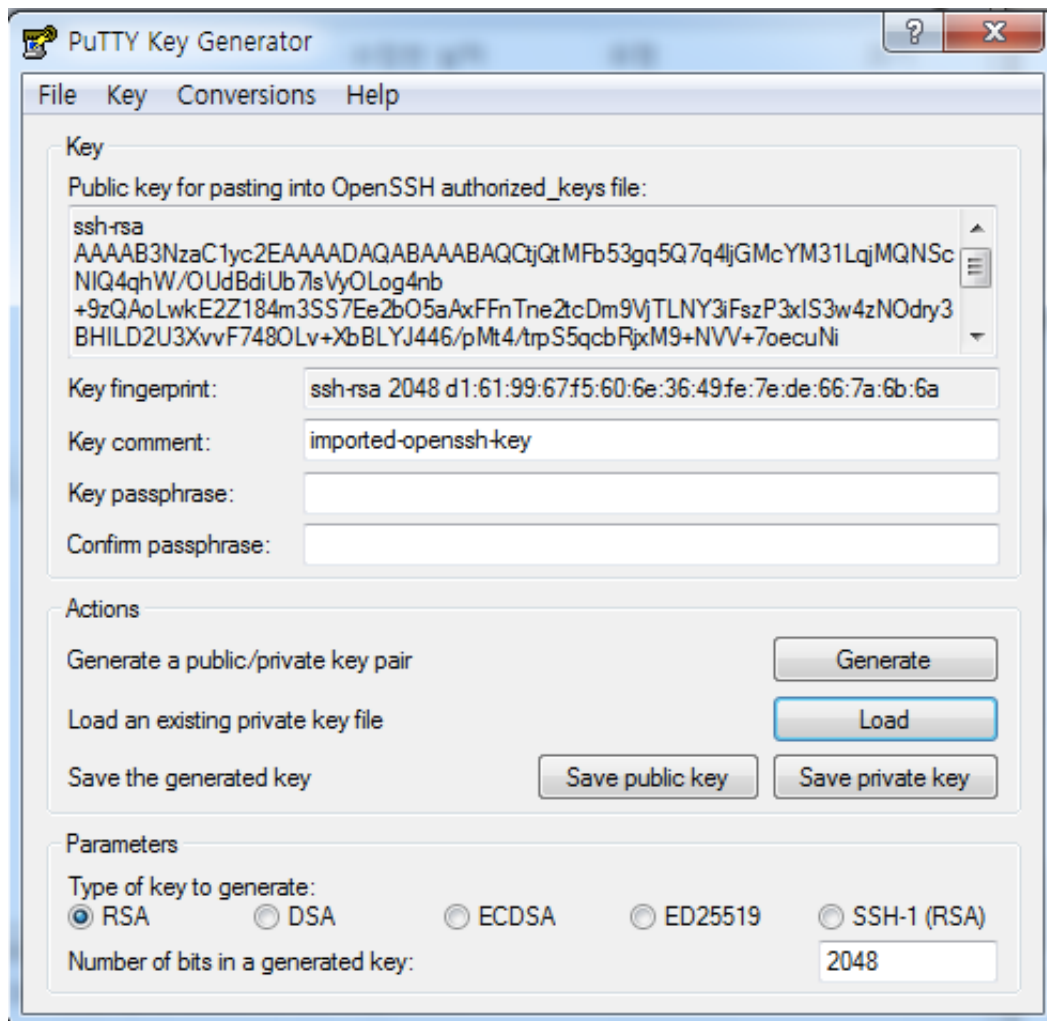 PuTTY Key Generator
File Key Conversions Help
Key
Public key for pasting into OpenSSH authorized_keys file:
ssh-rsa
AAAAB3NzaC1yc2EAAAADAQABAAABAQCtjQtMFb53gq5Q7q4ljGMcYM31LqjMQNSc
NIQ4qhW/OUdBdiUb7lsVyOLog4nb
+9zQAoLwkE2Z184m3SS7Ee2bO5aAxFFnTne2tcDm9VjTLNY3iFszP3xIS3w4zNOdry3
BHILD2U3XvvF748OLv+XbBLYJ446/pMt4/trpS5qcbRjxM9+NVV+7oecuNi
Key fingerprint: ssh-rsa 2048 d1:61:99:67:f5:60:6e:36:49:fe:7e:de:66:7a:6b:6a
Key comment: imported-openssh-key
Key passphrase:
Confirm passphrase:
Actions
Generate a public/private key pair Generate
Load an existing private key file Load
Save the generated key Save public key Save private key
Parameters
Type of key to generate:
RSA DSA ECDSA ED25519 SSH-1 (RSA)
Number of bits in a generated key: 2048